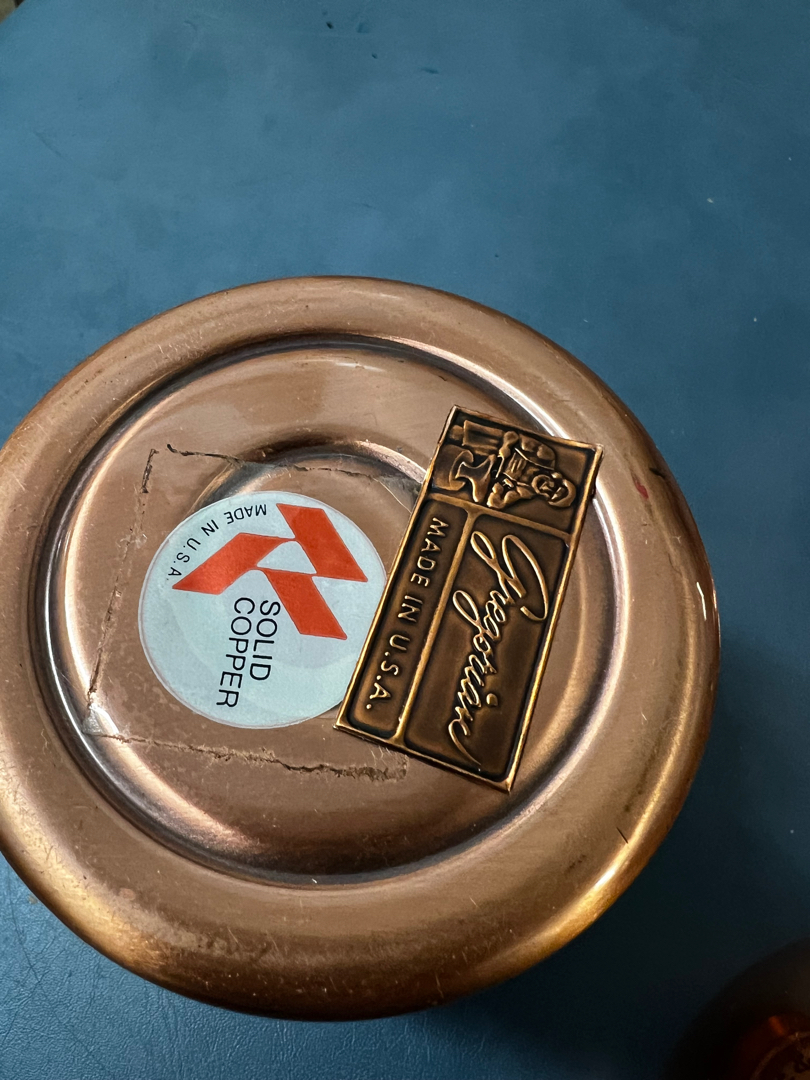 MADE IN U.S.A.
SOLID
COPPER
Gregorian
MADE IN U.S.A.